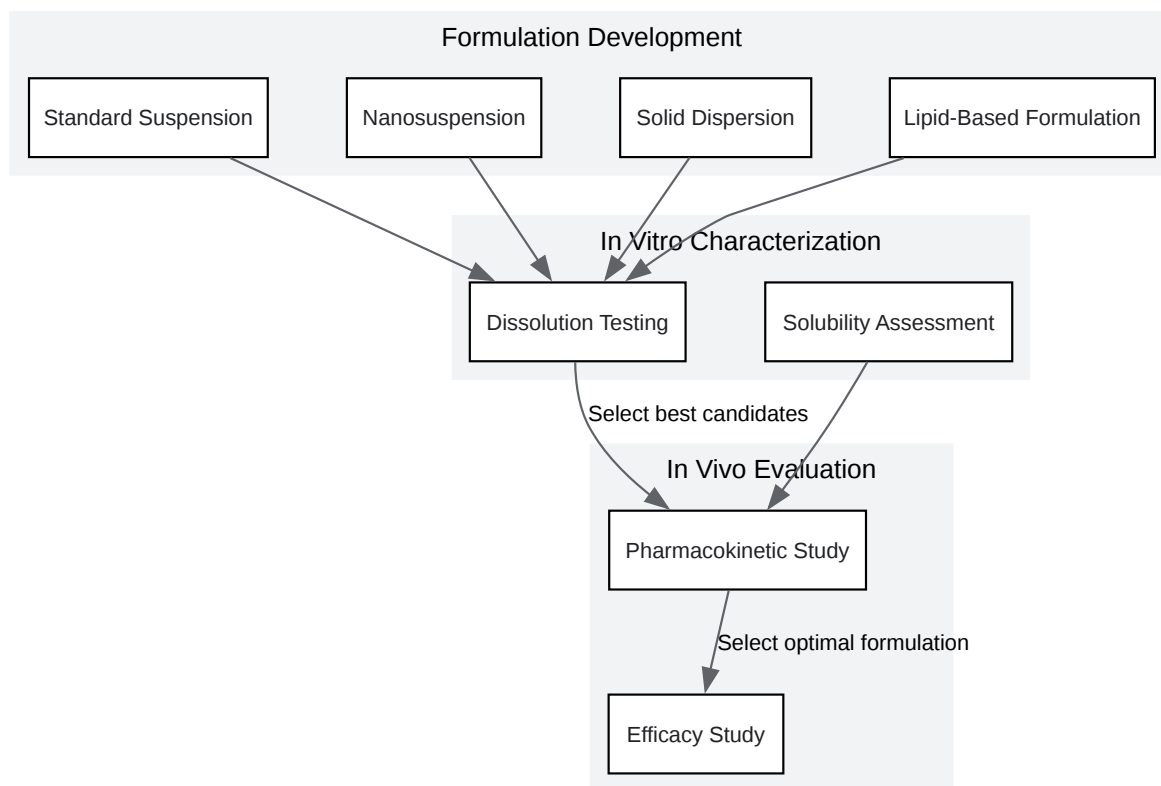 Formulation Development
Standard Suspension
Nanosuspension
Solid Dispersion
Lipid-Based Formulation
In Vitro Characterization
Dissolution Testing
Solubility Assessment
Select best candidates
In Vivo Evaluation
Pharmacokinetic Study
Select optimal formulation
Efficacy Study